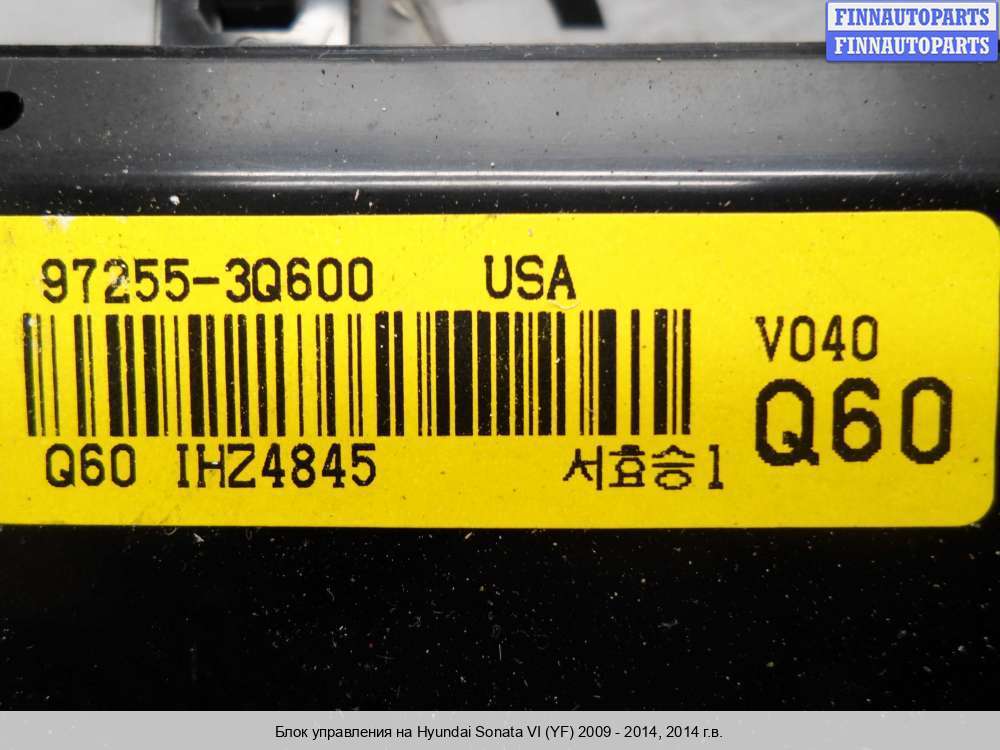 FINNAUTOPARTS
FINNAUTOPARTS
97255-3Q600 USA
V040
Q60
Q60 IHZ4845 서효승1
Блок управления на Hyundai Sonata VI (YF) 2009 - 2014, 2014 г.в.